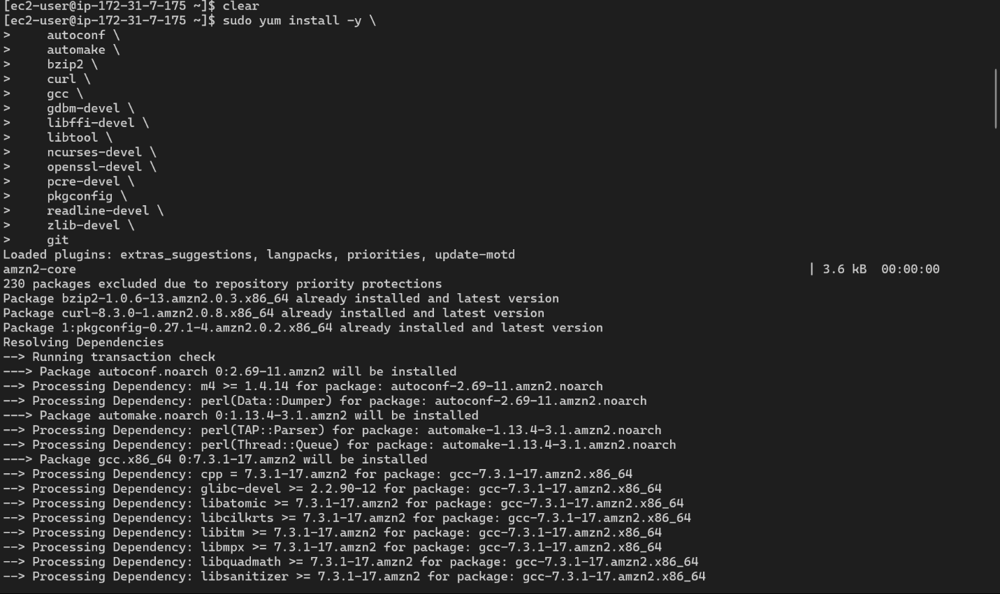 [ec2-user@ip-172-31-7-175 ~]$ clear
[ec2-user@ip-172-31-7-175 ~]$ sudo yum install -y \
>     autoconf \
>     automake \
>     bzip2 \
>     curl \
>     gcc \
>     gdbm-devel \
>     libffi-devel \
>     libtool \
>     ncurses-devel \
>     openssl-devel \
>     pcre-devel \
>     pkgconfig \
>     readline-devel \
>     zlib-devel \
>     git
Loaded plugins: extras_suggestions, langpacks, priorities, update-motd
amzn2-core | 3.6 kB  00:00:00
230 packages excluded due to repository priority protections
Package bzip2-1.0.6-13.amzn2.0.3.x86_64 already installed and latest version
Package curl-8.3.0-1.amzn2.0.8.x86_64 already installed and latest version
Package 1:pkgconfig-0.27.1-4.amzn2.0.2.x86_64 already installed and latest version
Resolving Dependencies
--> Running transaction check
---> Package autoconf.noarch 0:2.69-11.amzn2 will be installed
--> Processing Dependency: m4 >= 1.4.14 for package: autoconf-2.69-11.amzn2.noarch
--> Processing Dependency: perl(Data::Dumper) for package: autoconf-2.69-11.amzn2.noarch
---> Package automake.noarch 0:1.13.4-3.1.amzn2 will be installed
--> Processing Dependency: perl(TAP::Parser) for package: automake-1.13.4-3.1.amzn2.noarch
--> Processing Dependency: perl(Thread::Queue) for package: automake-1.13.4-3.1.amzn2.noarch
---> Package gcc.x86_64 0:7.3.1-17.amzn2 will be installed
--> Processing Dependency: cpp = 7.3.1-17.amzn2 for package: gcc-7.3.1-17.amzn2.x86_64
--> Processing Dependency: glibc-devel >= 2.2.90-12 for package: gcc-7.3.1-17.amzn2.x86_64
--> Processing Dependency: libatomic >= 7.3.1-17.amzn2 for package: gcc-7.3.1-17.amzn2.x86_64
--> Processing Dependency: libcilkrts >= 7.3.1-17.amzn2 for package: gcc-7.3.1-17.amzn2.x86_64
--> Processing Dependency: libitm >= 7.3.1-17.amzn2 for package: gcc-7.3.1-17.amzn2.x86_64
--> Processing Dependency: libmpx >= 7.3.1-17.amzn2 for package: gcc-7.3.1-17.amzn2.x86_64
--> Processing Dependency: libquadmath >= 7.3.1-17.amzn2 for package: gcc-7.3.1-17.amzn2.x86_64
--> Processing Dependency: libsanitizer >= 7.3.1-17.amzn2 for package: gcc-7.3.1-17.amzn2.x86_64